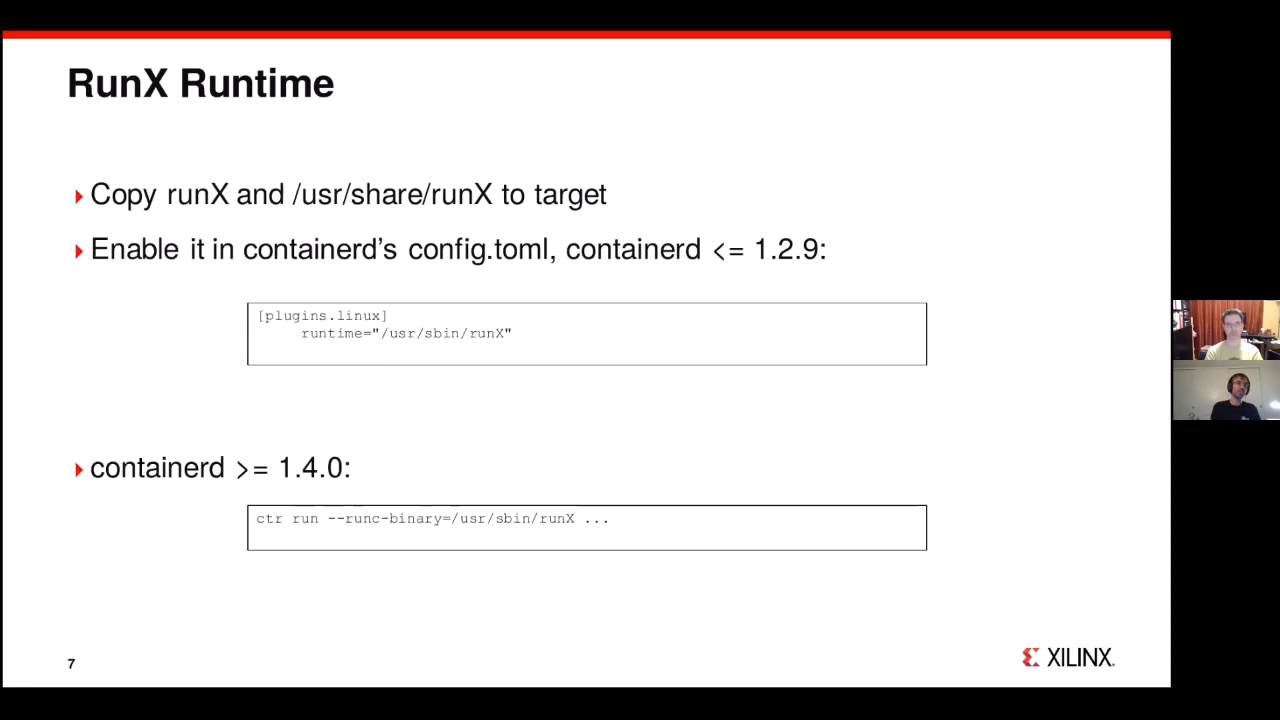 RunX Runtime
Copy runX and /usr/share/runX to target
Enable it in containerd's config.toml, containerd <= 1.2.9:
[plugins.linux]
runtime="/usr/sbin/runX"
containerd >= 1.4.0:
ctr run --runc-binary=/usr/sbin/runX ...
7
XILINX.